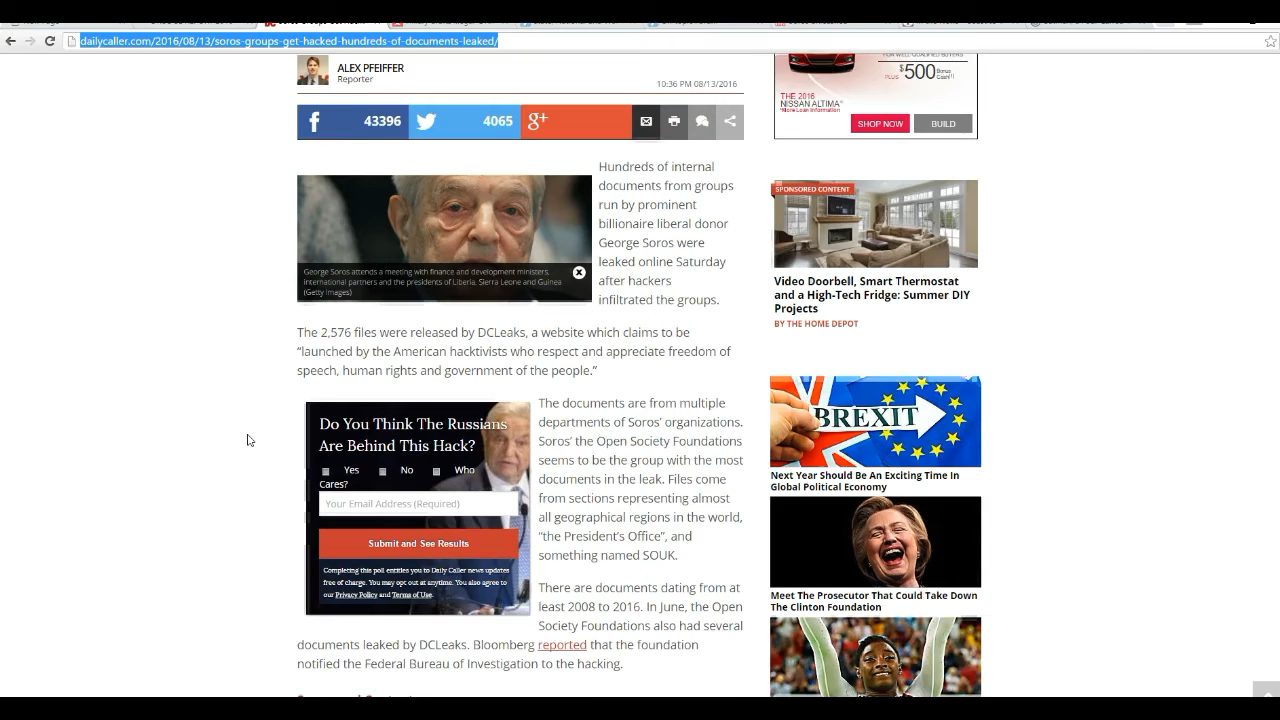 dailycaller.com/2016/08/13/soros-groups-get-hacked-hundreds-of-documents-leaked/
ALEX PFEIFFER
Reporter
10:36 PM 08/13/2016
43396
4065
g+
Hundreds of internal
documents from groups
run by prominent
billionaire liberal donor
George Soros were
leaked online Saturday
after hackers
infiltrated the groups.
George Soros attends a meeting with finance and development ministers,
international partners and the presidents of Liberia, Sierra Leone and Guinea
(Getty Images)
The 2,576 files were released by DCLeaks, a website which claims to be
“launched by the American hacktivists who respect and appreciate freedom of
speech, human rights and government of the people.”
Do You Think The Russians
Are Behind This Hack?
Yes No Who
Cares?
Your Email Address (Required)
Submit and See Results
Completing this poll entitles you to Daily Caller news updates
free of charge. You may opt out at anytime. You also agree to
our Privacy Policy and Terms of Use.
The documents are from multiple
departments of Soros’ organizations.
Soros’ the Open Society Foundations
seems to be the group with the most
documents in the leak. Files come
from sections representing almost
all geographical regions in the world,
“the President’s Office”, and
something named SOUK.
There are documents dating from at
least 2008 to 2016. In June, the Open
Society Foundations also had several
documents leaked by DCLeaks. Bloomberg reported that the foundation
notified the Federal Bureau of Investigation to the hacking.
PLUS $500 Bonus Cash
THE 2016
NISSAN ALTIMA
*More Loan Information
SHOP NOW
BUILD
SPONSORED CONTENT
Video Doorbell, Smart Thermostat
and a High-Tech Fridge: Summer DIY
Projects
BY THE HOME DEPOT
BREXIT
Next Year Should Be An Exciting Time In
Global Political Economy
Meet The Prosecutor That Could Take Down
The Clinton Foundation